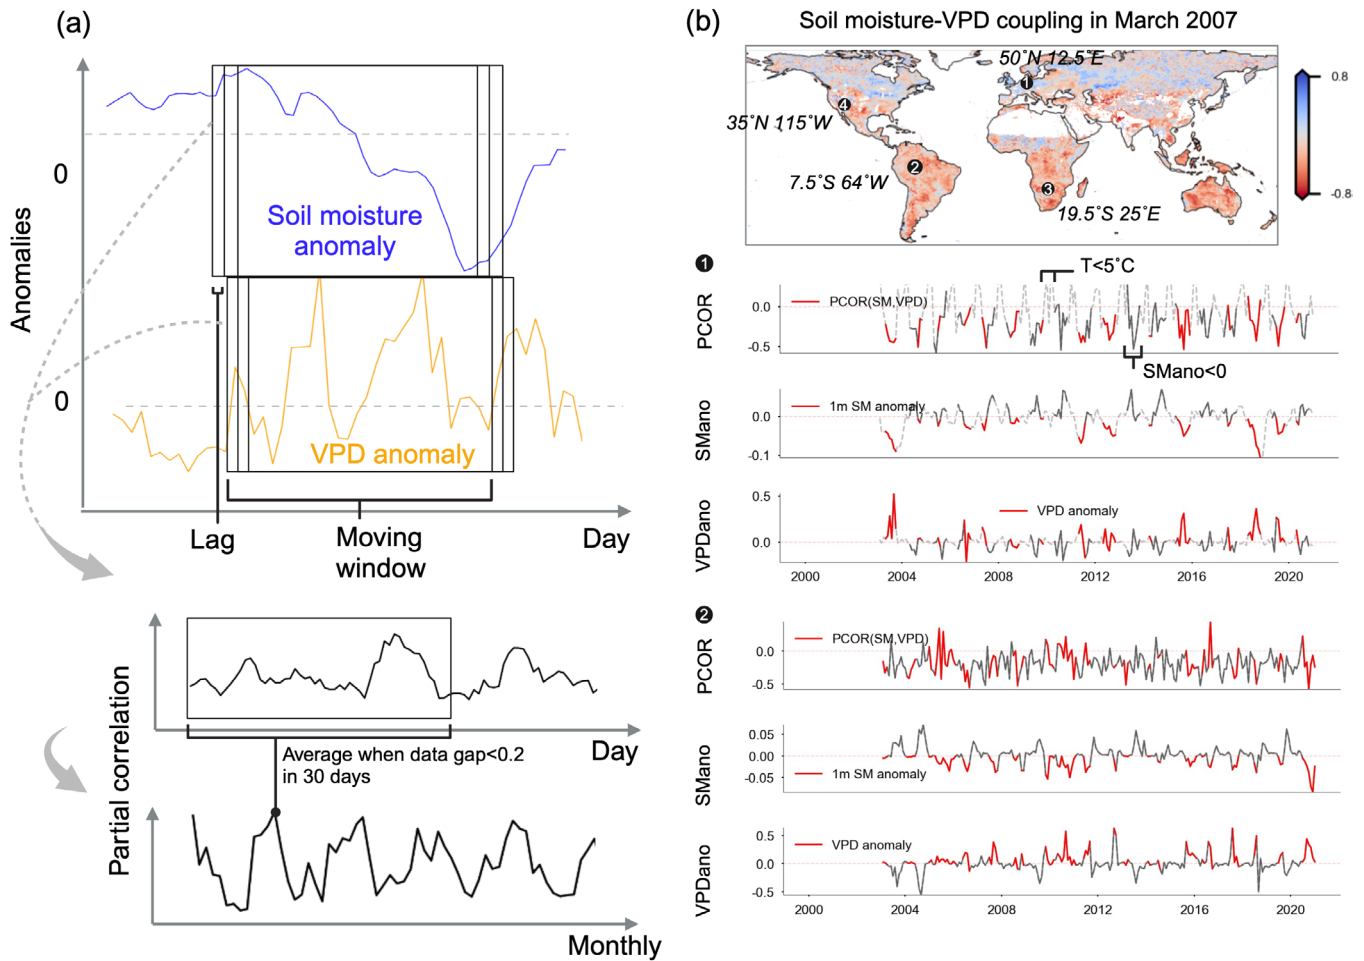 (a)
Anomalies
0
0
Soil moisture
anomaly
VPD anomaly
Lag
Moving
window
Day
Partial correlation
Day
Average when data gap<0.2
in 30 days
Monthly
(b)
Soil moisture-VPD coupling in March 2007
50˚N 12.5˚E
1
4
35˚N 115˚W
2
7.5˚S 64˚W
3
19.5˚S 25˚E
0.8
-0.8
1
T<5˚C
PCOR
0.0
-0.5
PCOR(SM,VPD)
SMano<0
SMano
0.0
-0.1
1m SM anomaly
VPDano
0.5
0.0
VPD anomaly
2000 2004 2008 2012 2016 2020
2
PCOR
0.0
-0.5
PCOR(SM,VPD)
SMano
0.05
0.00
-0.05
1m SM anomaly
VPDano
0.5
0.0
-0.5
VPD anomaly
2000 2004 2008 2012 2016 2020